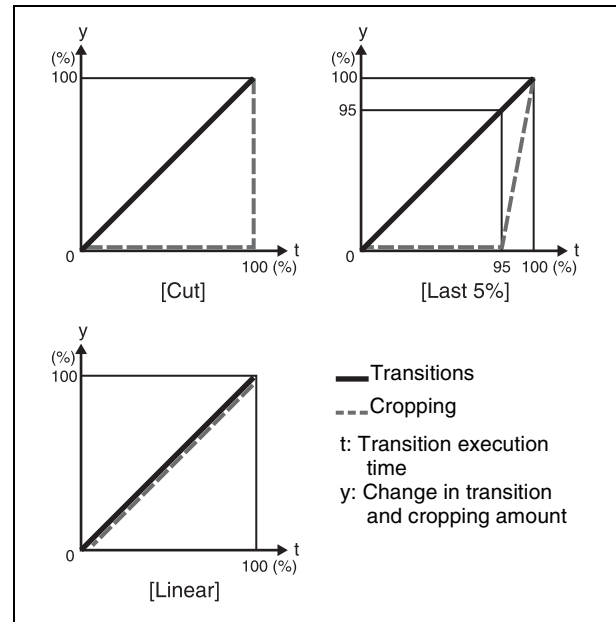 y
(%)
100
0
t
100 (%)
[Cut]
y
(%)
100
95
0
t
95 100 (%)
[Last 5%]
y
(%)
100
0
t
100 (%)
[Linear]
Transitions
Cropping
t: Transition execution
time
y: Change in transition
and cropping amount